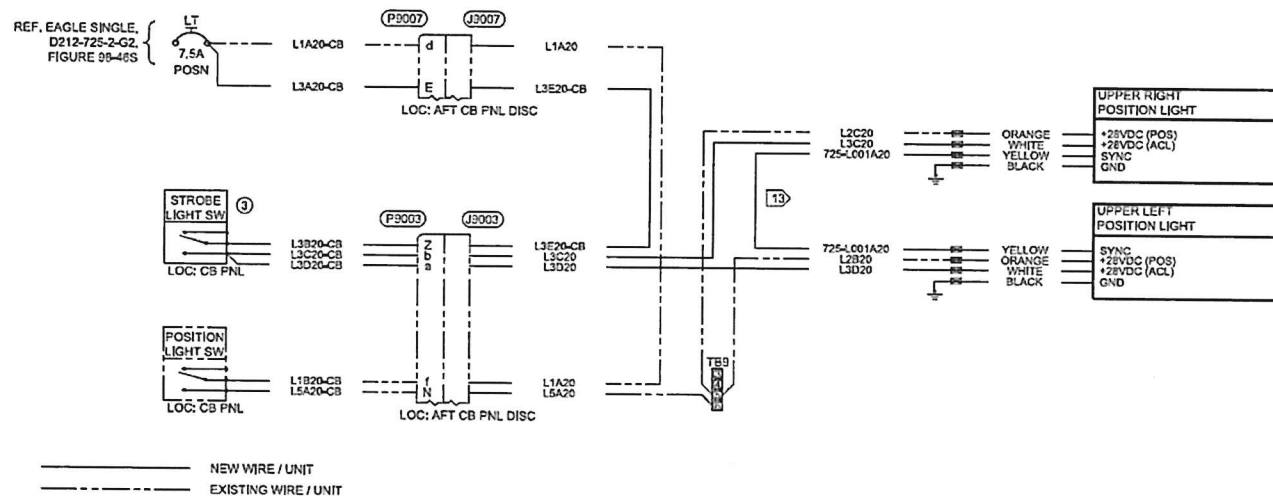 REF. EAGLE SINGLE,
D212-725-2-G2,
FIGURE 98-46S
LT
7.5A
POSN
P9007
J9007
L1A20-CB
d
L1A20
L3A20-CB
E
L3E20-CB
LOC: AFT CB PNL DISC
STROBE
LIGHT SW
3
LOC: CB PNL
P9003
J9003
L3B20-CB
Z
L3E20-CB
L3C20-CB
b
L3C20
L3D20-CB
a
L3D20
POSITION
LIGHT SW
LOC: CB PNL
L1B20-CB
f
L1A20
L5A20-CB
N
L5A20
LOC: AFT CB PNL DISC
TB9
13
UPPER RIGHT
POSITION LIGHT
L2C20
ORANGE
+28VDC (POS)
L3C20
WHITE
+28VDC (ACL)
725-L001A20
YELLOW
SYNC
BLACK
GND
UPPER LEFT
POSITION LIGHT
725-L001A20
YELLOW
SYNC
L2B20
ORANGE
+28VDC (POS)
L3D20
WHITE
+28VDC (ACL)
BLACK
GND
NEW WIRE / UNIT
EXISTING WIRE / UNIT